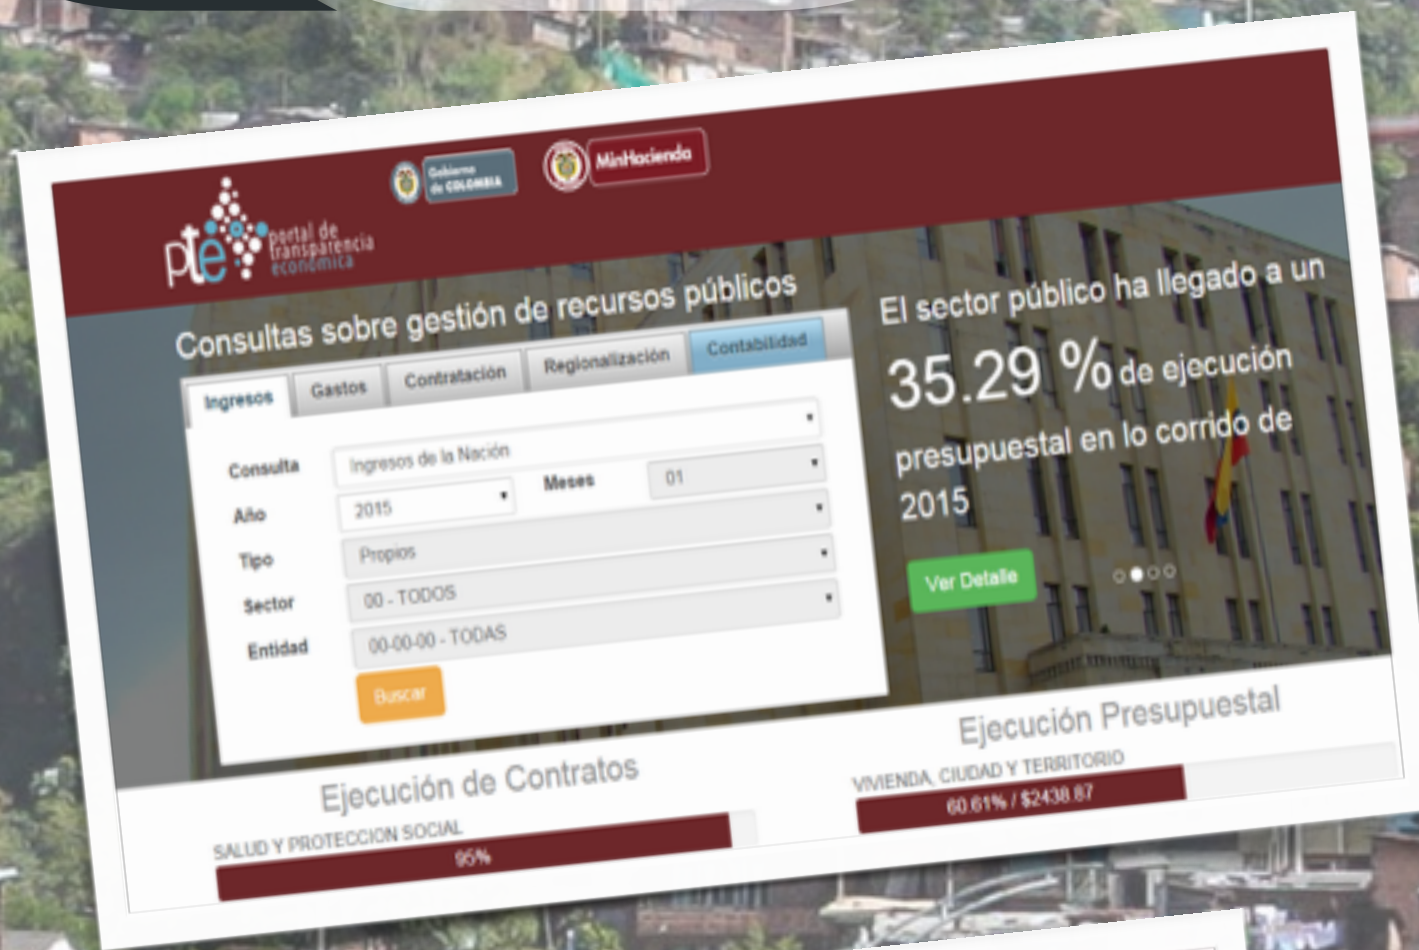 Gobierno
de COLOMBIA
MinHacienda
pte
portal de
transparencia
económica
Consultas sobre gestión de recursos públicos
Ingresos Gastos Contratación Regionalización Contabilidad
Consulta Ingresos de la Nación
Año 2015 Meses 01
Tipo Propios
Sector 00 - TODOS
Entidad 00-00-00 - TODAS
Buscar
El sector público ha llegado a un
35.29 % de ejecución
presupuestal en lo corrido de
2015
Ver Detalle
Ejecución de Contratos
SALUD Y PROTECCION SOCIAL
95%
Ejecución Presupuestal
VIVIENDA, CIUDAD Y TERRITORIO
60.61% / $2438.87